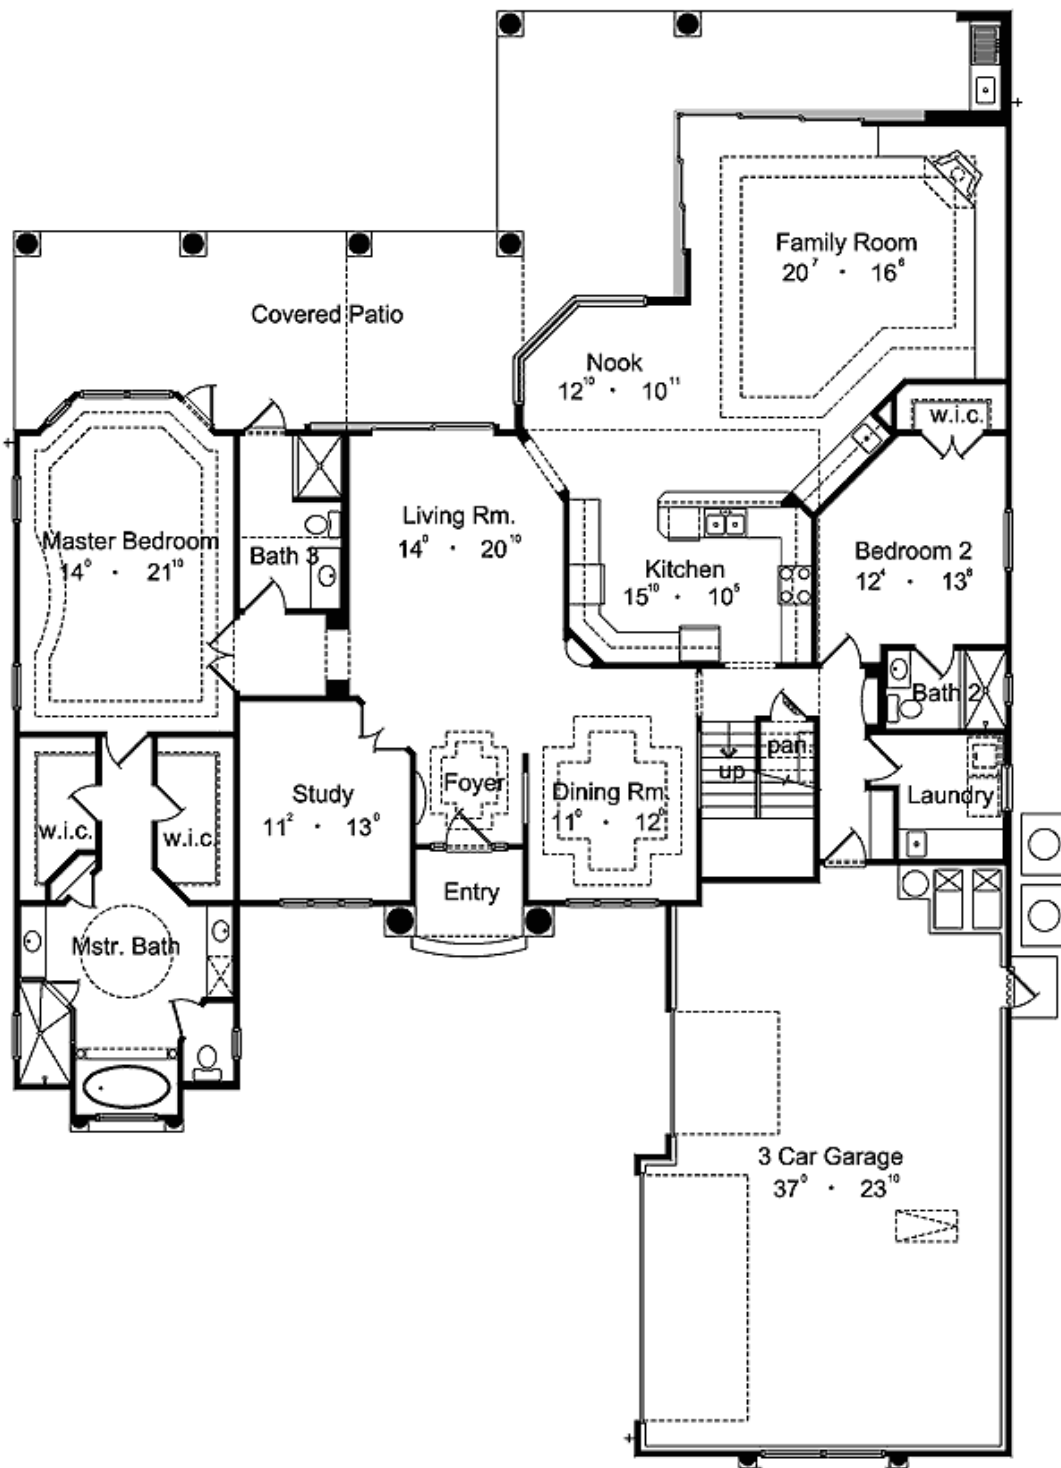 Family Room
20⁷ · 16⁶
Covered Patio
Nook
12¹⁰ · 10¹¹
w.i.c.
Living Rm.
14⁰ · 20¹⁰
Master Bedroom
14⁰ · 21¹⁰
Bath 3
Kitchen
15¹⁰ · 10⁵
Bedroom 2
12⁴ · 13⁸
Bath 2
pan.
up
Foyer
Dining Rm.
11⁰ · 12⁰
Study
11² · 13⁰
Laundry
w.i.c.
w.i.c.
Entry
Mstr. Bath
3 Car Garage
37⁰ · 23¹⁰